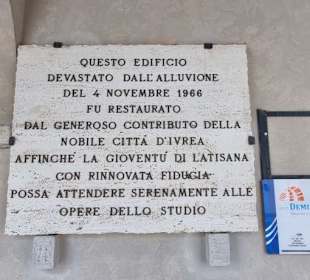 QUESTO EDIFICIO
DEVASTATO DALL'ALLUVIONE
DEL 4 NOVEMBRE 1966
FU RESTAURATO
DAL GENEROSO CONTRIBUTO DELLA
NOBILE CITTÀ D'IVREA
AFFINCHÈ LA GIOVENTÙ DI LATISANA
CON RINNOVATA FIDUCIA
POSSA ATTENDERE SERENAMENTE ALLE
OPERE DELLO STUDIO